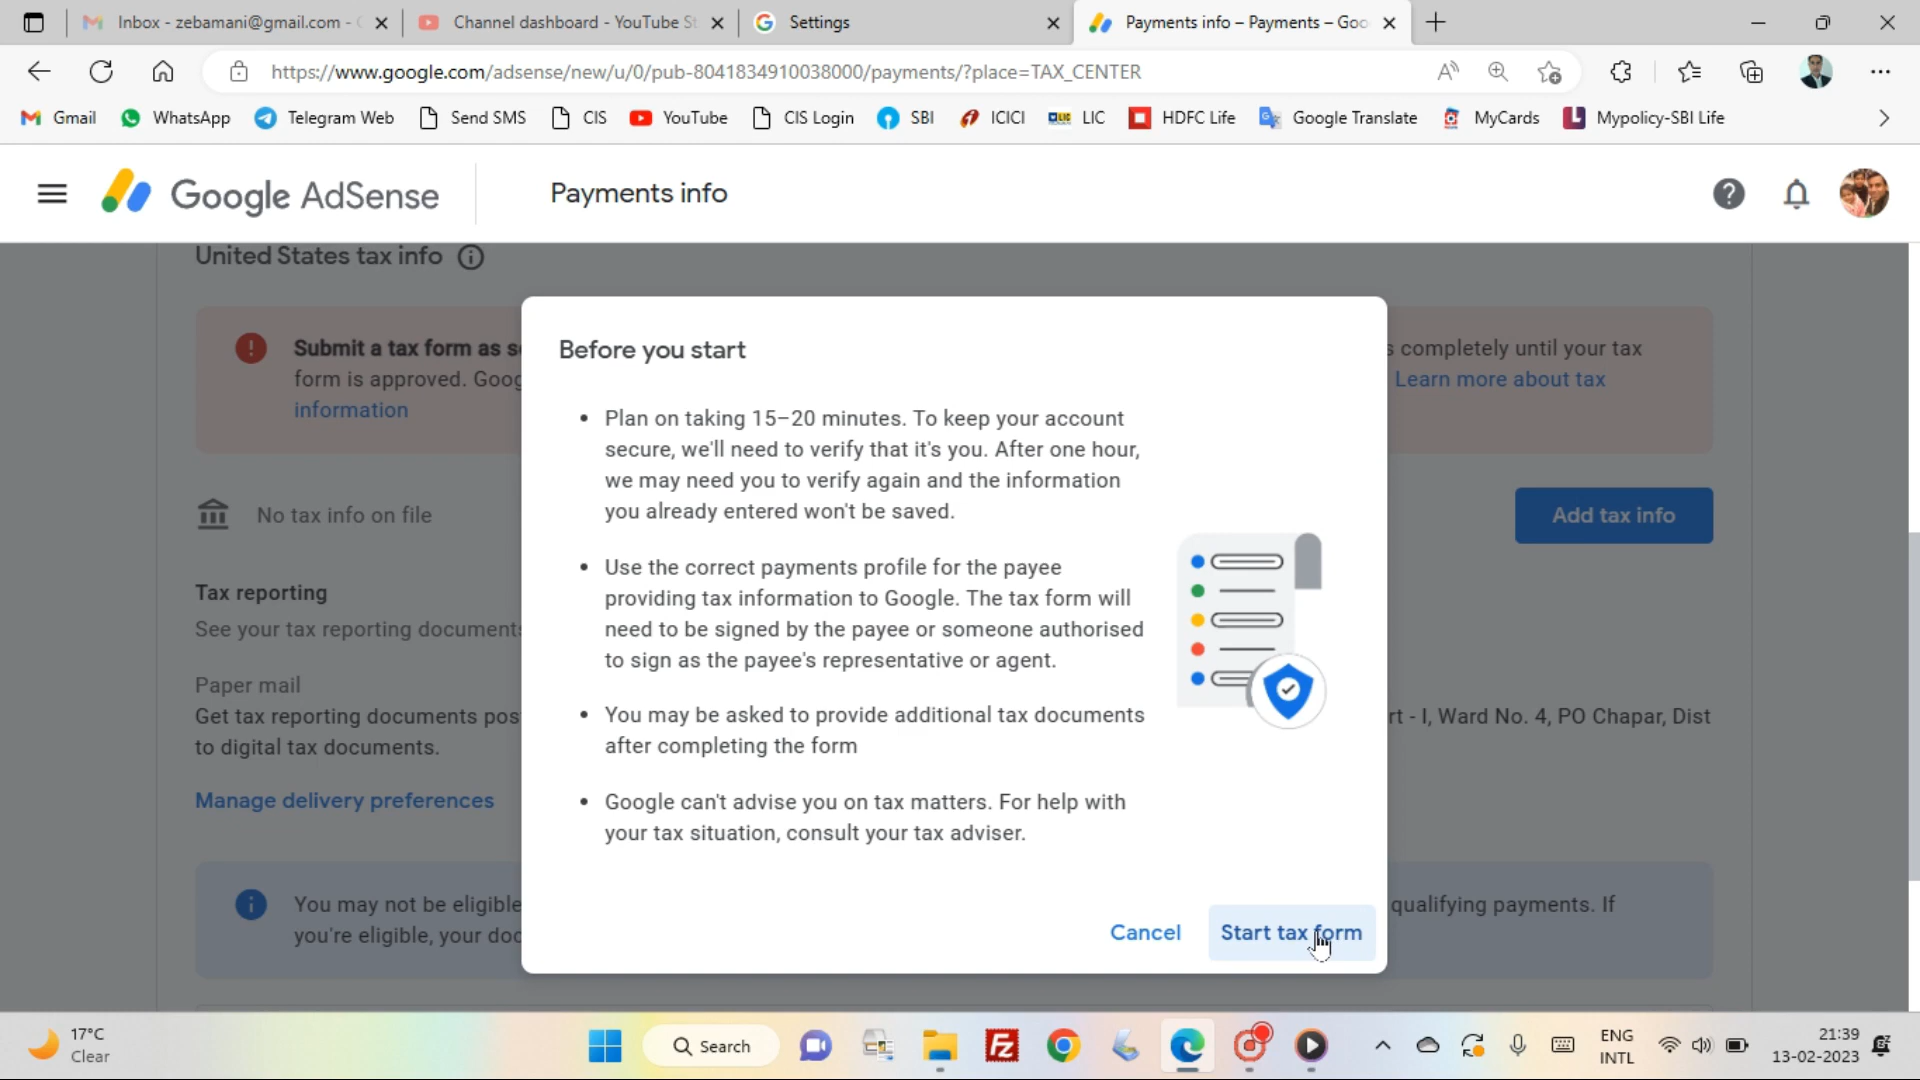 Inbox - zebamani@gmail.com -
Channel dashboard - YouTube St
Settings
Payments info – Payments – Goo
https://www.google.com/adsense/new/u/0/pub-8041834910038000/payments/?place=TAX_CENTER
Gmail
WhatsApp
Telegram Web
Send SMS
CIS
YouTube
CIS Login
SBI
ICICI
LIC
HDFC Life
Google Translate
MyCards
Mypolicy-SBI Life
Google AdSense
Payments info
United States tax info
Submit a tax form as s
s completely until your tax
form is approved. Goog
Learn more about tax
information
No tax info on file
Add tax info
Tax reporting
See your tax reporting documents
Paper mail
Get tax reporting documents pos
rt - I, Ward No. 4, PO Chapar, Dist
to digital tax documents.
Manage delivery preferences
You may not be eligible
qualifying payments. If
you're eligible, your doc
Before you start
• Plan on taking 15–20 minutes. To keep your account
secure, we'll need to verify that it's you. After one hour,
we may need you to verify again and the information
you already entered won't be saved.
• Use the correct payments profile for the payee
providing tax information to Google. The tax form will
need to be signed by the payee or someone authorised
to sign as the payee's representative or agent.
• You may be asked to provide additional tax documents
after completing the form
• Google can't advise you on tax matters. For help with
your tax situation, consult your tax adviser.
Cancel
Start tax form
17°C
Clear
Search
ENG
INTL
21:39
13-02-2023